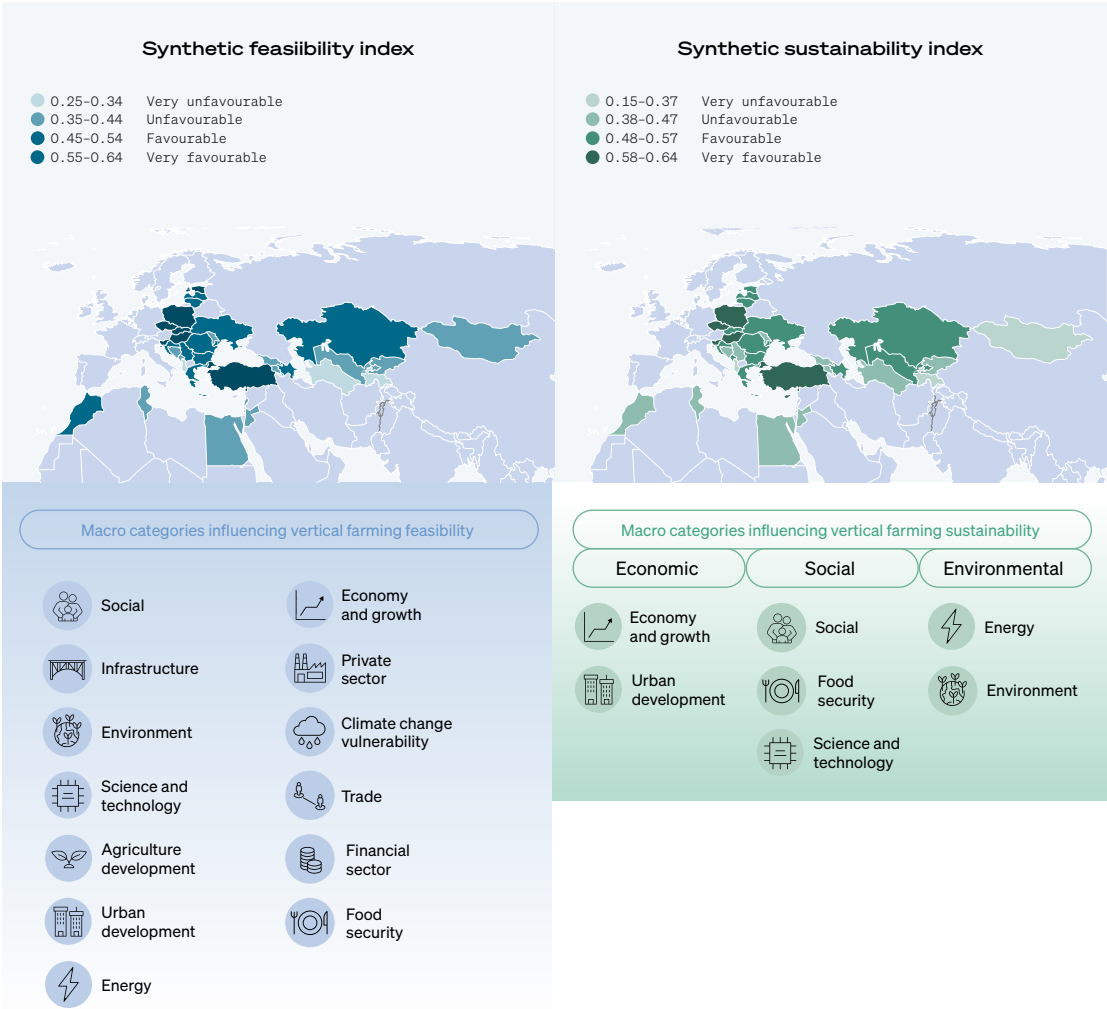 Synthetic feasiibility index
0.25–0.34 Very unfavourable
0.35–0.44 Unfavourable
0.45–0.54 Favourable
0.55–0.64 Very favourable
Synthetic sustainability index
0.15–0.37 Very unfavourable
0.38–0.47 Unfavourable
0.48–0.57 Favourable
0.58–0.64 Very favourable
Macro categories influencing vertical farming feasibility
Social
Infrastructure
Environment
Science and
technology
Agriculture
development
Urban
development
Energy
Economy
and growth
Private
sector
Climate change
vulnerability
Trade
Financial
sector
Food
security
Macro categories influencing vertical farming sustainability
Economic
Economy
and growth
Urban
development
Social
Social
Food
security
Science and
technology
Environmental
Energy
Environment